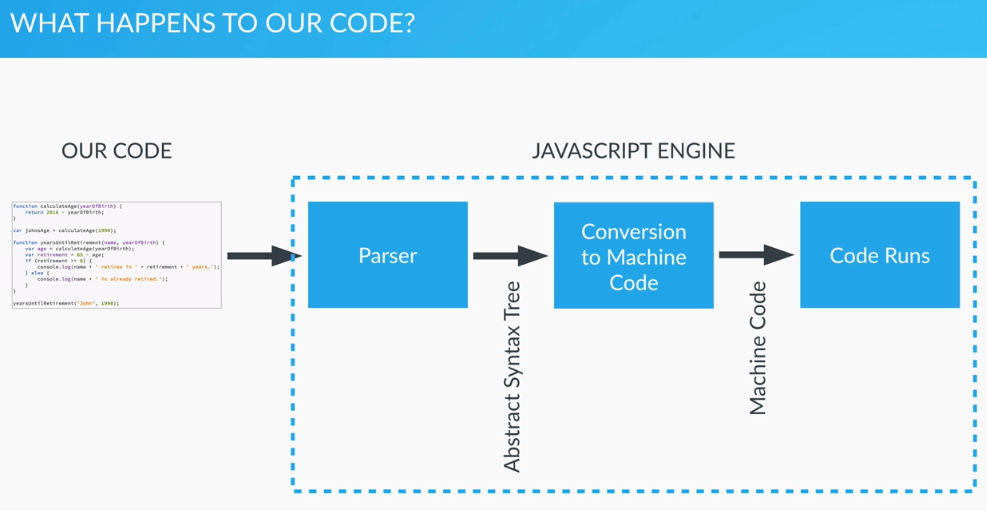 WHAT HAPPENS TO OUR CODE?
OUR CODE
function calculateAge(yearOfBirth) {
return 2016 - yearOfBirth;
}
var johnsAge = calculateAge(1990);
function yearsUntilRetirement(name, yearOfBirth) {
var age = calculateAge(yearOfBirth);
var retirement = 65 - age;
if (retirement >= 0) {
console.log(name + ' retires in ' + retirement + ' years.');
} else {
console.log(name + ' is already retired.');
}
}
yearsUntilRetirement('John', 1990);
JAVASCRIPT ENGINE
Parser
Abstract Syntax Tree
Conversion
to Machine
Code
Machine Code
Code Runs